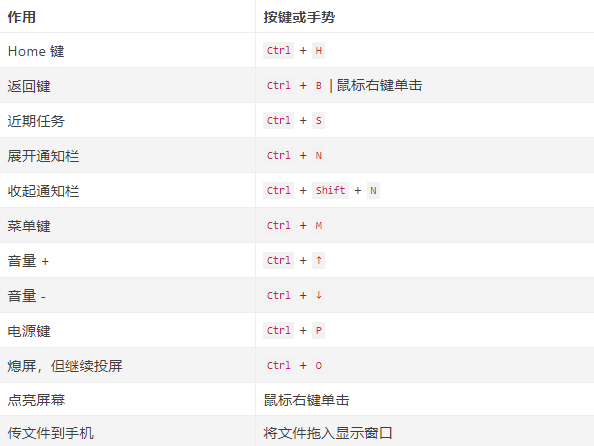 作用 按键或手势
Home 键 Ctrl + H
返回键 Ctrl + B | 鼠标右键单击
近期任务 Ctrl + S
展开通知栏 Ctrl + N
收起通知栏 Ctrl + Shift + N
菜单键 Ctrl + M
音量 + Ctrl + ↑
音量 - Ctrl + ↓
电源键 Ctrl + P
熄屏，但继续投屏 Ctrl + O
点亮屏幕 鼠标右键单击
传文件到手机 将文件拖入显示窗口